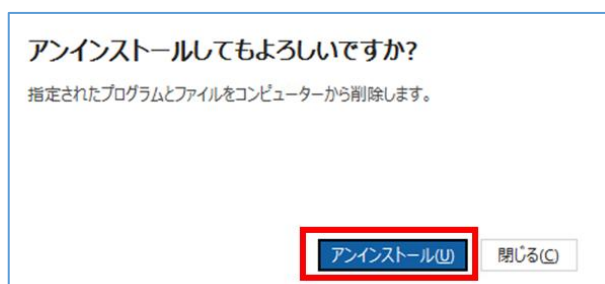 アンインストールしてもよろしいですか?
指定されたプログラムとファイルをコンピューターから削除します。
アンインストール(U) 閉じる(C)